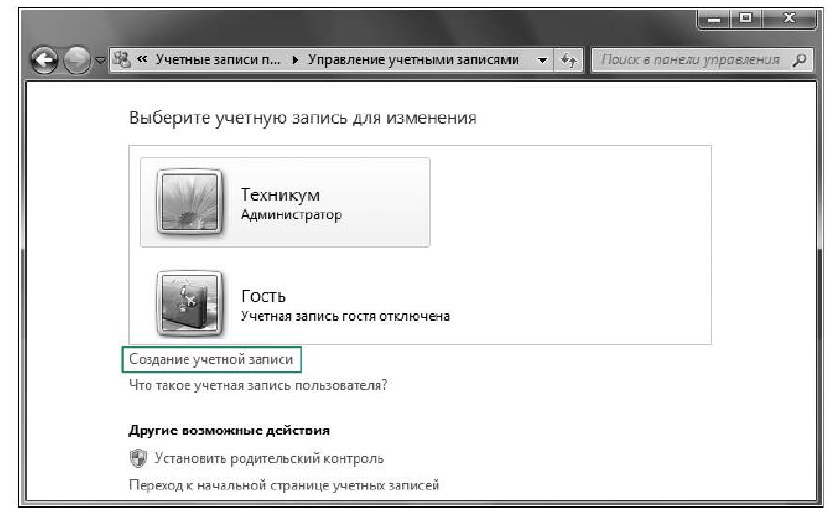 « Учетные записи п... ▸ Управление учетными записями
Поиск в панели управления
Выберите учетную запись для изменения
Техникум
Администратор
Гость
Учетная запись гостя отключена
Создание учетной записи
Что такое учетная запись пользователя?
Другие возможные действия
Установить родительский контроль
Переход к начальной странице учетных записей